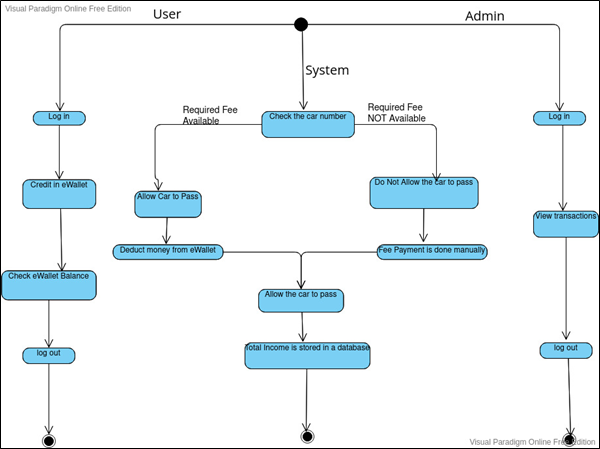 Visual Paradigm Online Free Edition
User
Admin
System
Required Fee
Available
Required Fee
NOT Available
Log in
Check the car number
Log in
Credit in eWallet
Allow Car to Pass
Do Not Allow the car to pass
View transactions
Deduct money from eWallet
Fee Payment is done manually
Check eWallet Balance
Allow the car to pass
log out
Total Income is stored in a database
log out
Visual Paradigm Online Free Edition